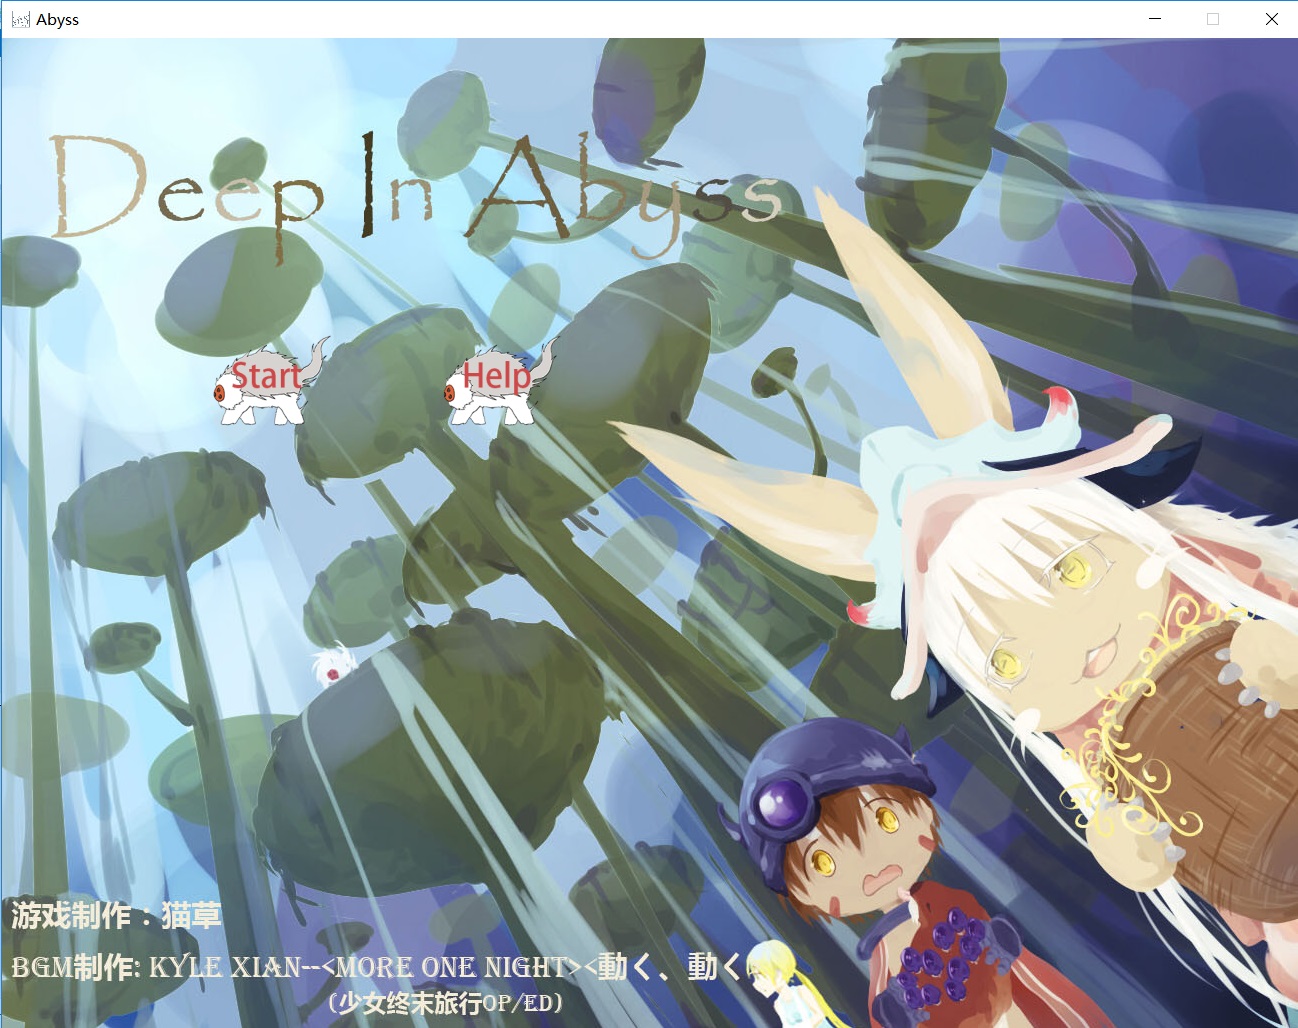 Abyss
Deep In Abyss
Start Help
游戏制作：猫草
BGM制作: KYLE XIAN--<MORE ONE NIGHT><動く、動く
(少女终末旅行OP/ED)